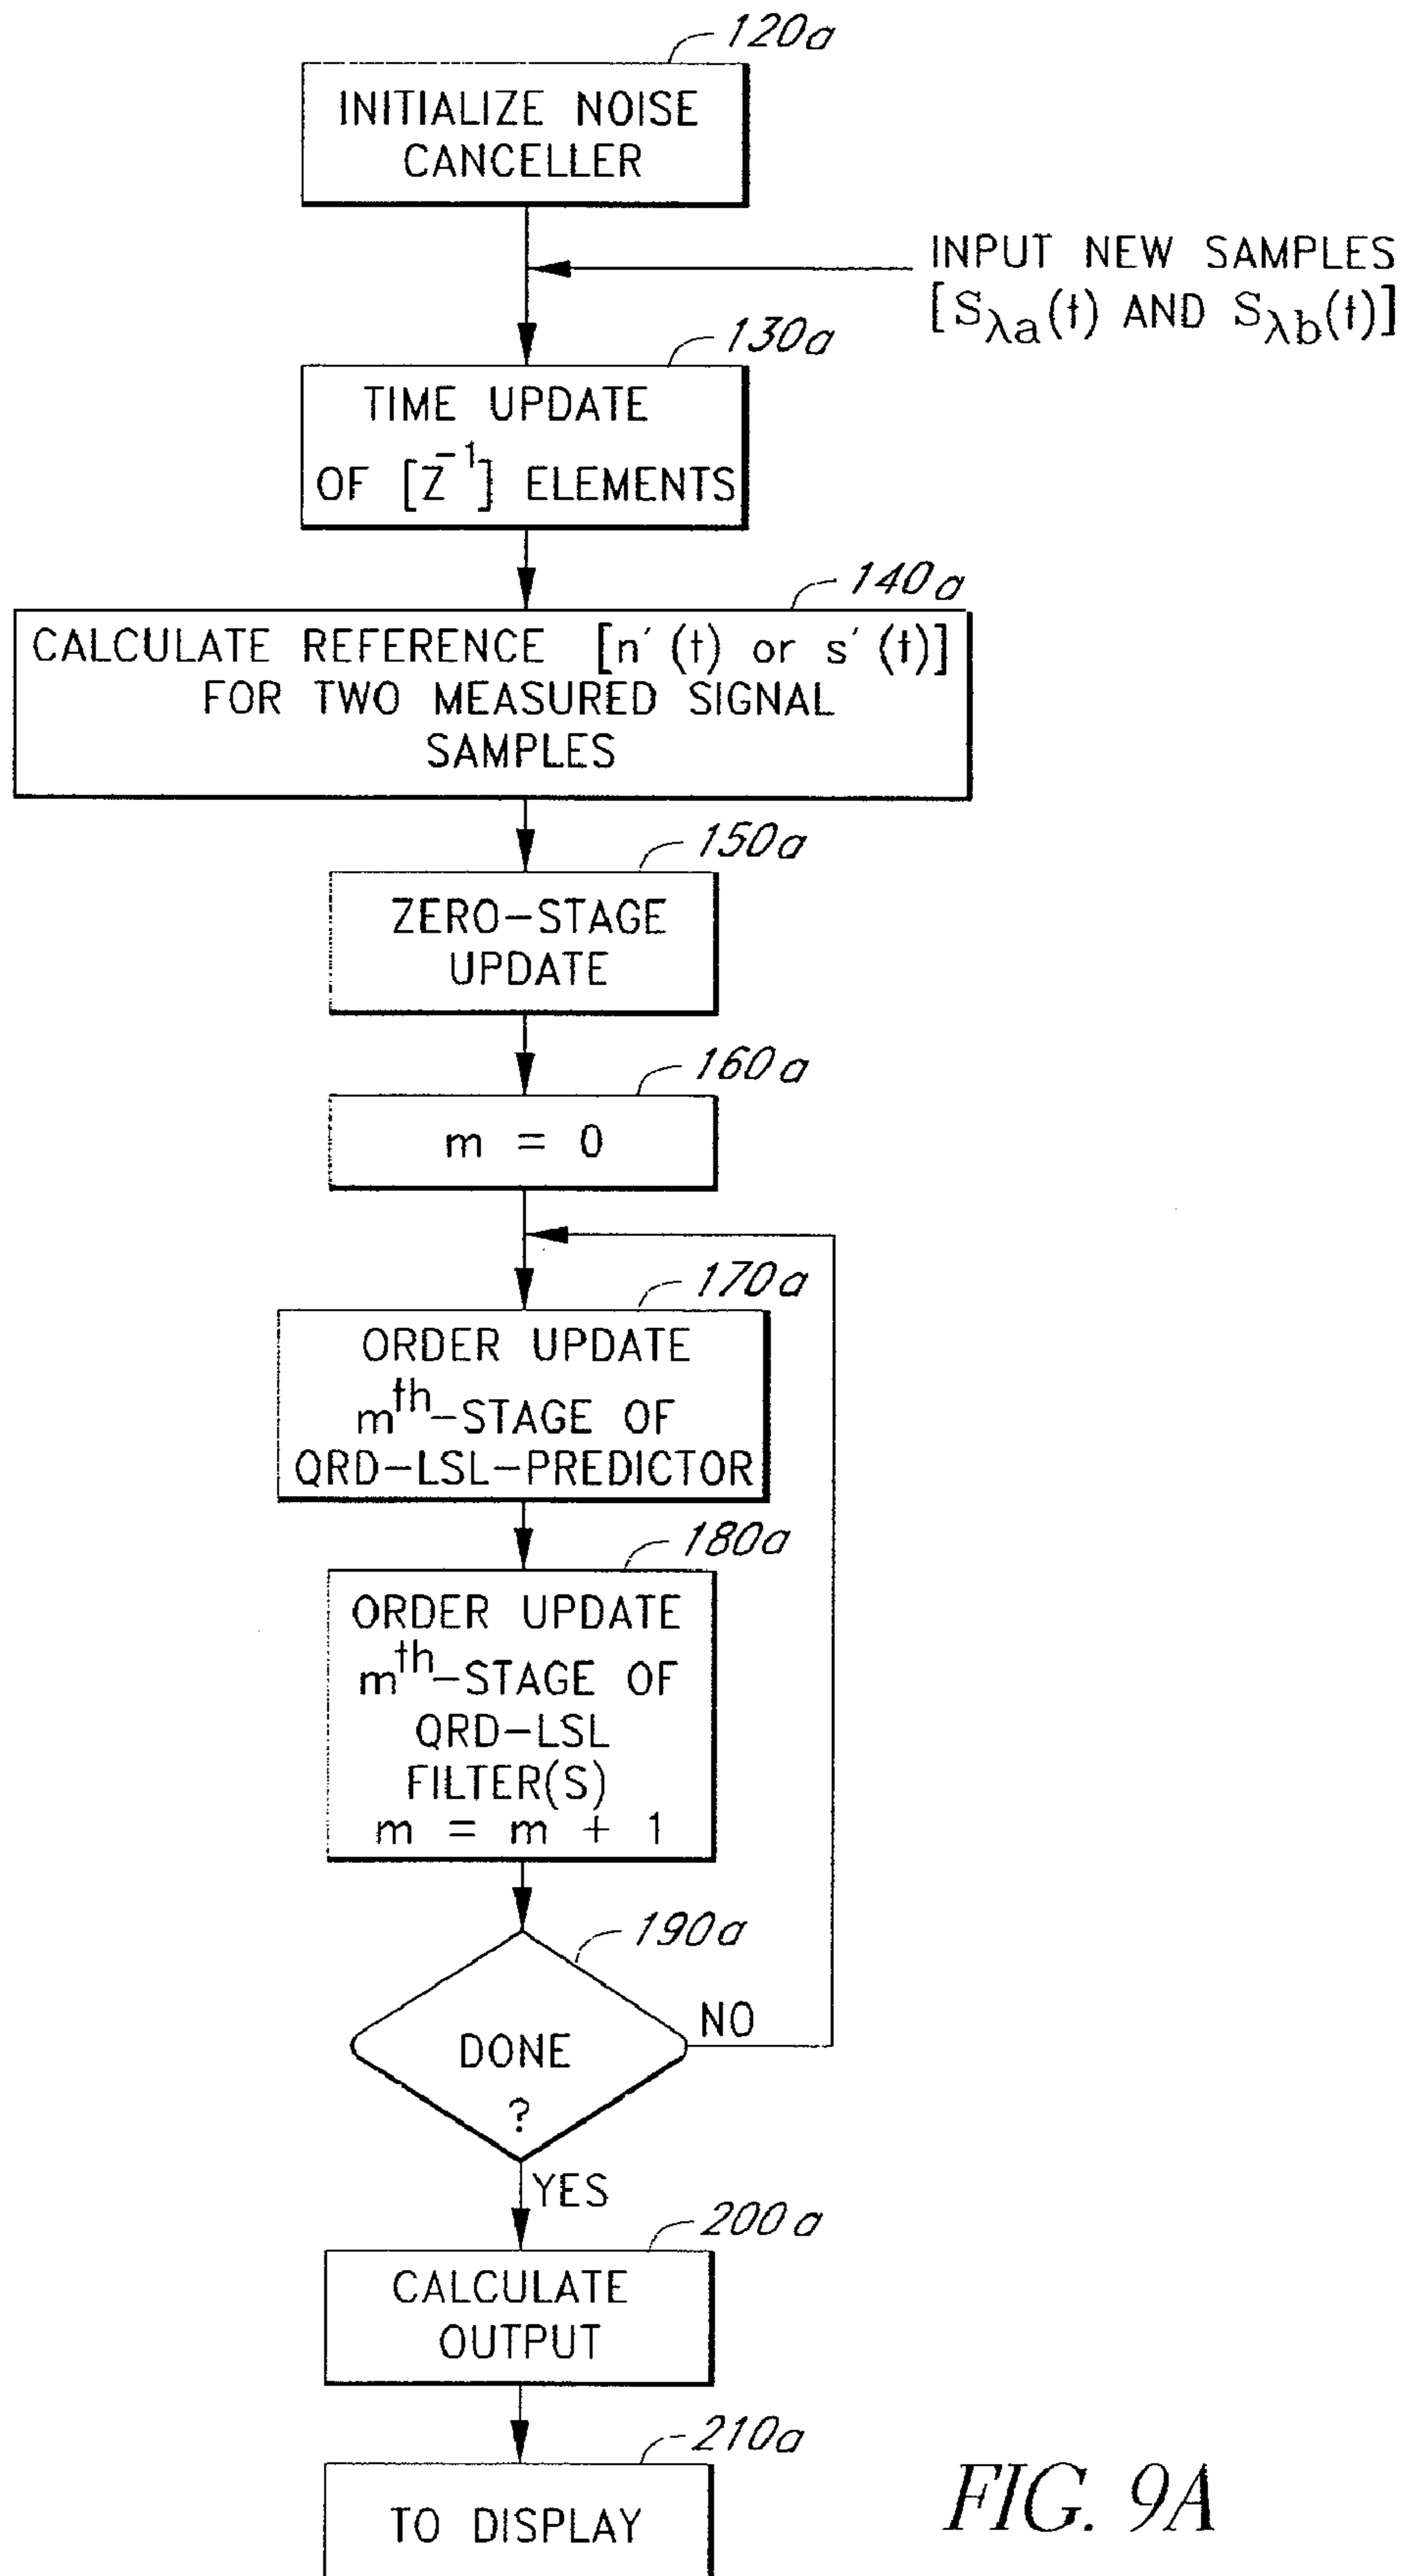 120a
INITIALIZE NOISE
CANCELLER
INPUT NEW SAMPLES
[Sλa(t) AND Sλb(t)]
130a
TIME UPDATE
OF [Z⁻¹] ELEMENTS
140a
CALCULATE REFERENCE [n'(t) or s'(t)]
FOR TWO MEASURED SIGNAL
SAMPLES
150a
ZERO-STAGE
UPDATE
160a
m = 0
170a
ORDER UPDATE
mth-STAGE OF
QRD-LSL-PREDICTOR
180a
ORDER UPDATE
mth-STAGE OF
QRD-LSL
FILTER(S)
m = m + 1
190a
NO
DONE
?
YES
200a
CALCULATE
OUTPUT
210a
TO DISPLAY
FIG. 9A